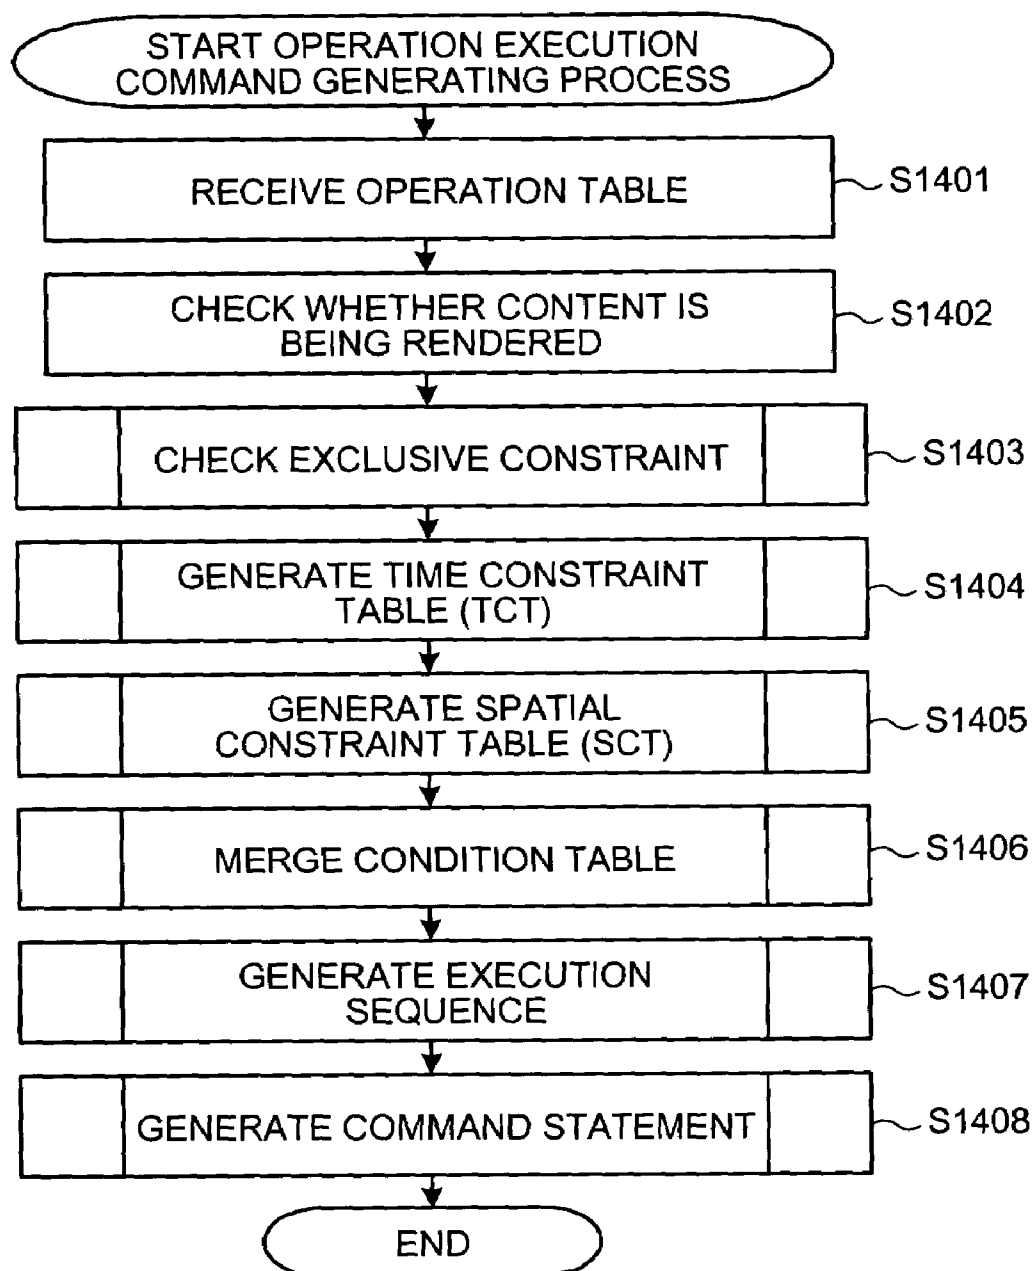 START OPERATION EXECUTION
COMMAND GENERATING PROCESS
RECEIVE OPERATION TABLE
S1401
CHECK WHETHER CONTENT IS
BEING RENDERED
S1402
CHECK EXCLUSIVE CONSTRAINT
S1403
GENERATE TIME CONSTRAINT
TABLE (TCT)
S1404
GENERATE SPATIAL
CONSTRAINT TABLE (SCT)
S1405
MERGE CONDITION TABLE
S1406
GENERATE EXECUTION
SEQUENCE
S1407
GENERATE COMMAND STATEMENT
S1408
END